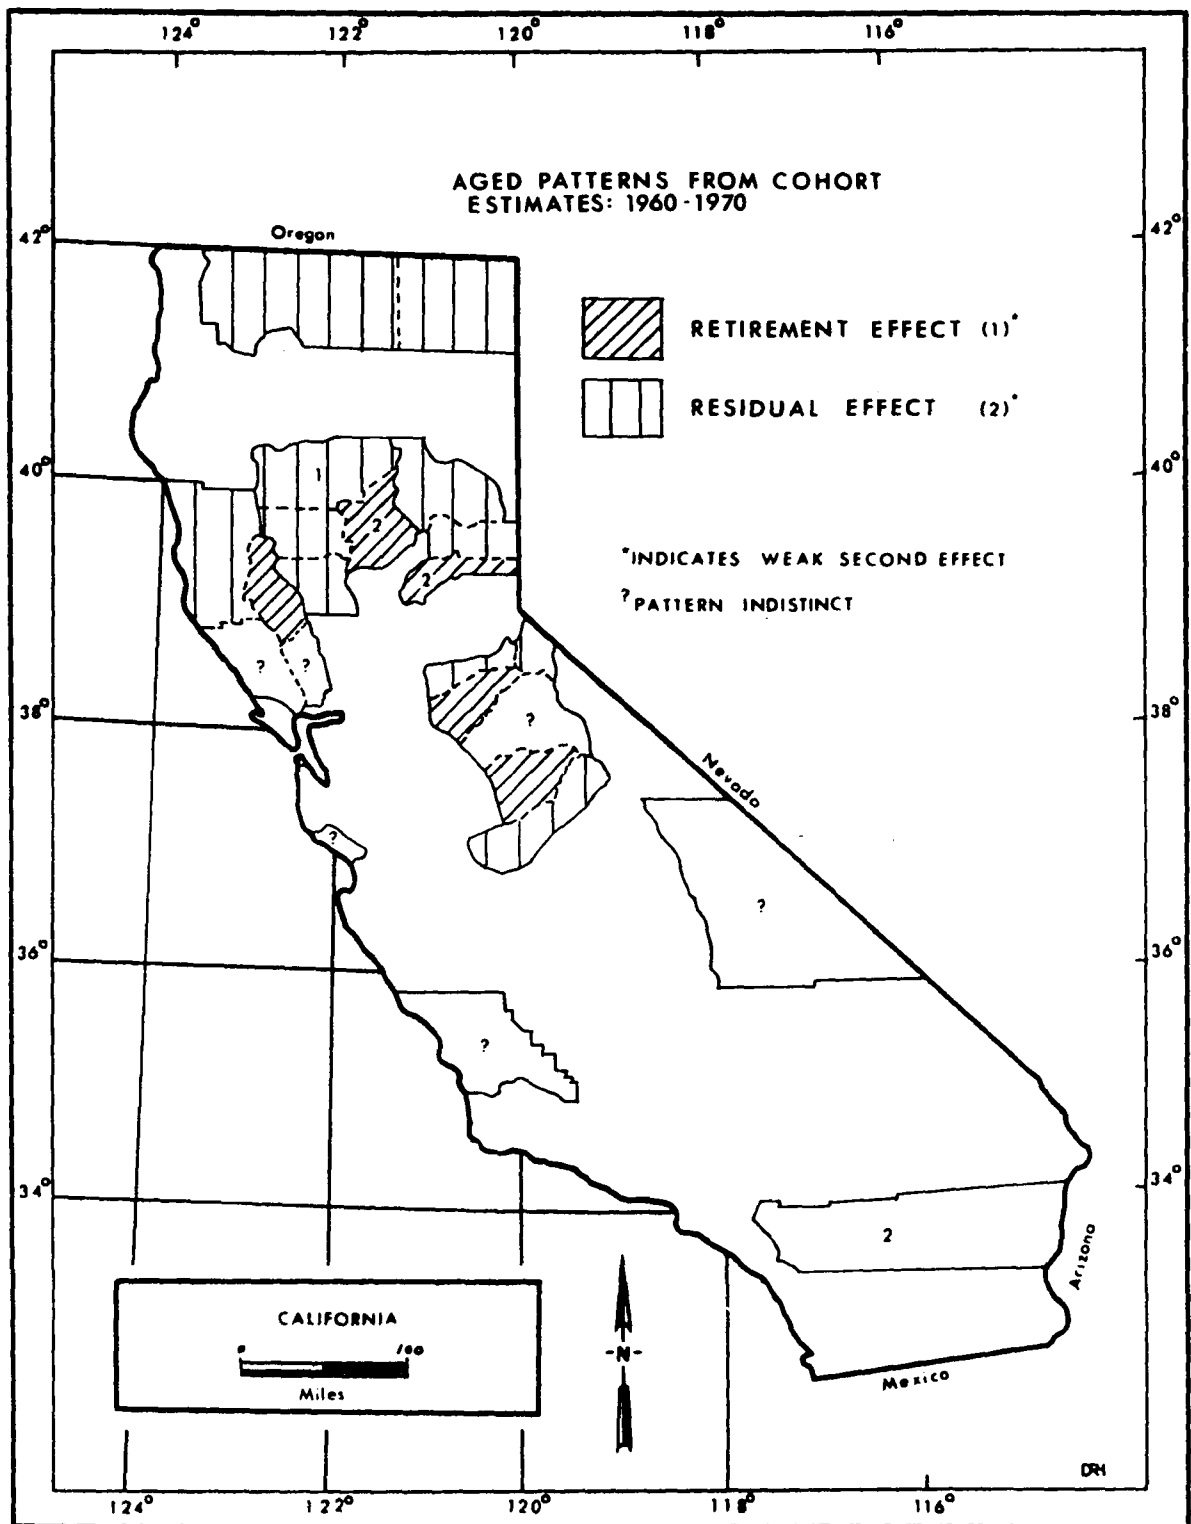 124° 122° 120° 118° 116°
AGED PATTERNS FROM COHORT
ESTIMATES: 1960-1970
42° Oregon 42°
RETIREMENT EFFECT (1)*
RESIDUAL EFFECT (2)*
40° 40°
1
2
*INDICATES WEAK SECOND EFFECT
2
?PATTERN INDISTINCT
? ?
38° ? 38°
Nevada
?
?
36° 36°
?
34° 34°
2
Arizona
CALIFORNIA
0 100
Miles
-N-
Mexico
DRH
124° 122° 120° 118° 116°